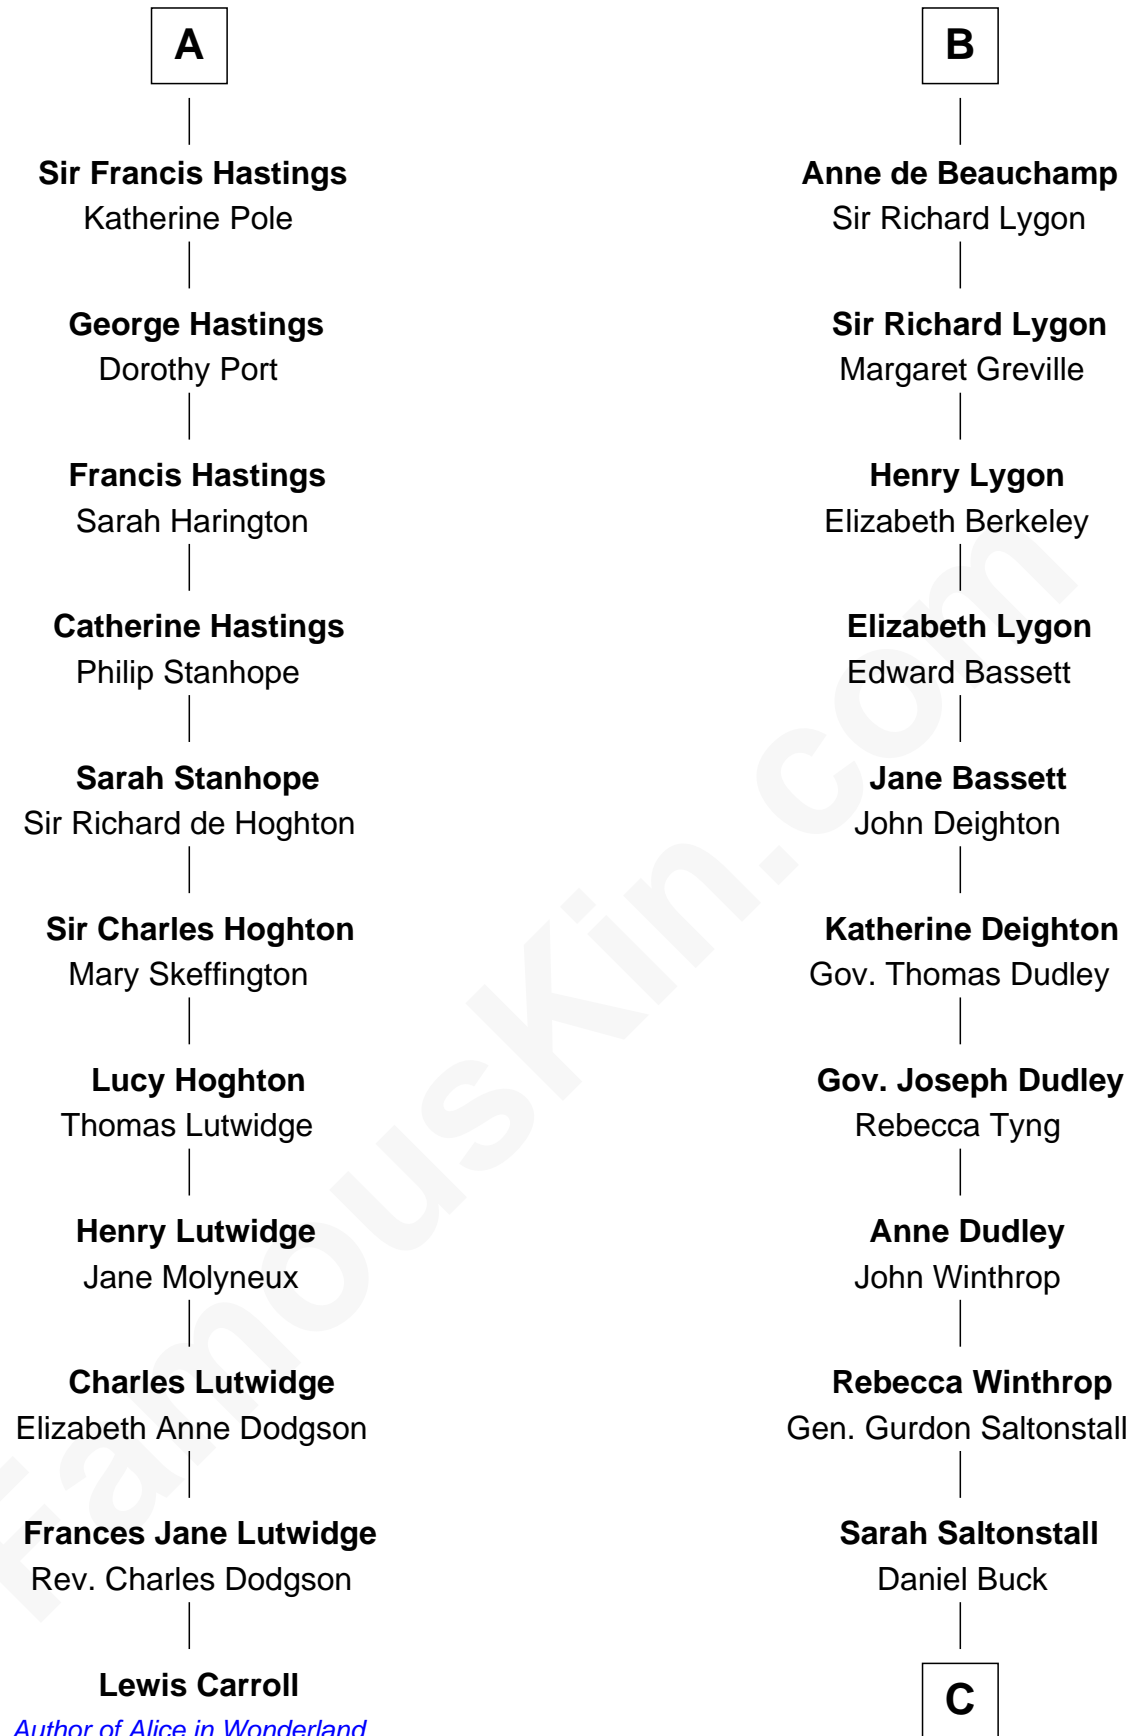 A
Sir Francis Hastings
Katherine Pole
George Hastings
Dorothy Port
Francis Hastings
Sarah Harington
Catherine Hastings
Philip Stanhope
Sarah Stanhope
Sir Richard de Hoghton
Sir Charles Hoghton
Mary Skeffington
Lucy Hoghton
Thomas Lutwidge
Henry Lutwidge
Jane Molyneux
Charles Lutwidge
Elizabeth Anne Dodgson
Frances Jane Lutwidge
Rev. Charles Dodgson
Lewis Carroll
Author of Alice in Wonderland
B
Anne de Beauchamp
Sir Richard Lygon
Sir Richard Lygon
Margaret Greville
Henry Lygon
Elizabeth Berkeley
Elizabeth Lygon
Edward Bassett
Jane Bassett
John Deighton
Katherine Deighton
Gov. Thomas Dudley
Gov. Joseph Dudley
Rebecca Tyng
Anne Dudley
John Winthrop
Rebecca Winthrop
Gen. Gurdon Saltonstall
Sarah Saltonstall
Daniel Buck
C
FamousKin.com